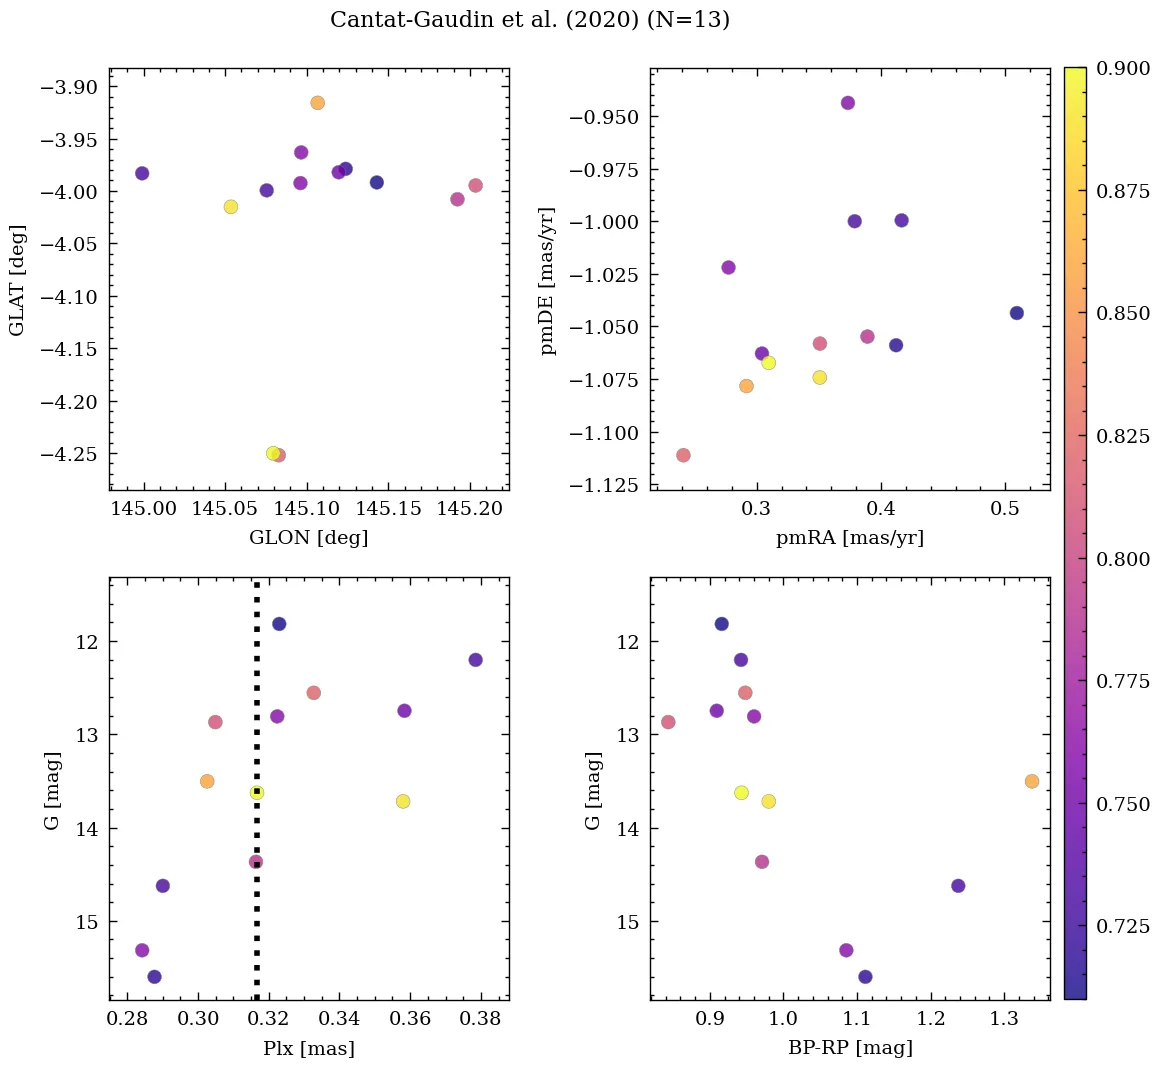 Cantat-Gaudin et al. (2020) (N=13)
−3.90
−3.95
−4.00
−4.05
−4.10
−4.15
−4.20
−4.25
GLAT [deg]
145.00 145.05 145.10 145.15 145.20
GLON [deg]
−0.950
−0.975
−1.000
−1.025
−1.050
−1.075
−1.100
−1.125
pmDE [mas/yr]
0.3 0.4 0.5
pmRA [mas/yr]
12
13
14
15
G [mag]
0.28 0.30 0.32 0.34 0.36 0.38
Plx [mas]
12
13
14
15
G [mag]
0.9 1.0 1.1 1.2 1.3
BP-RP [mag]
0.900
0.875
0.850
0.825
0.800
0.775
0.750
0.725